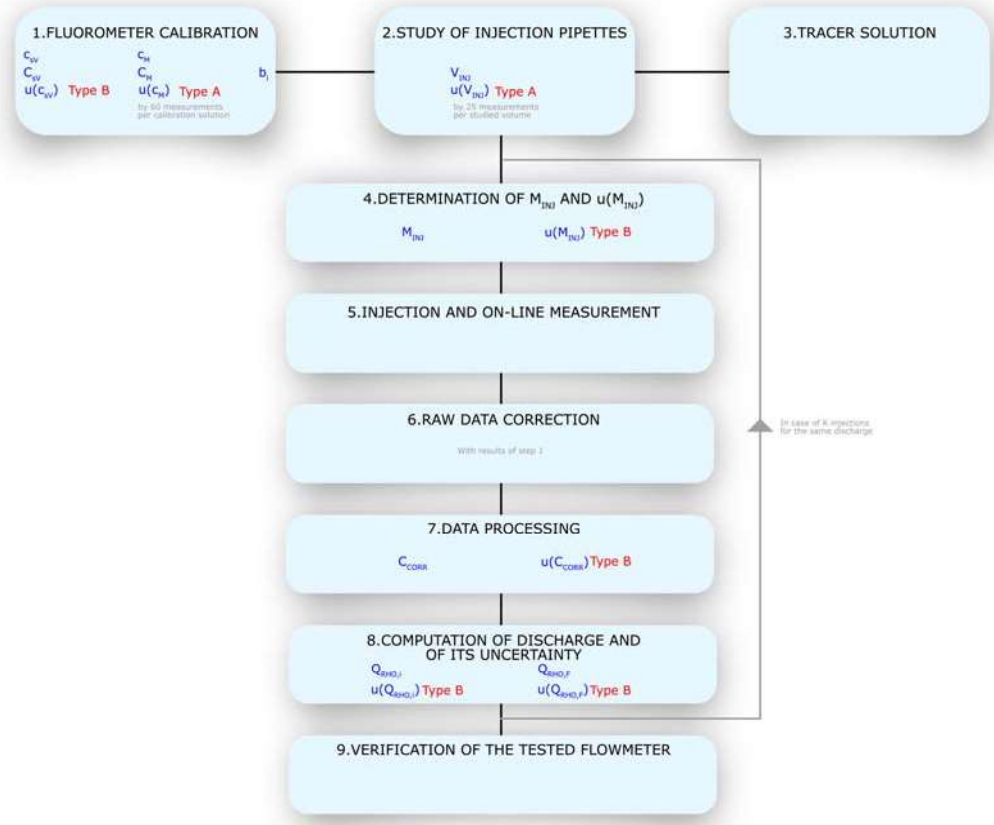 1.FLUOROMETER CALIBRATION
c_SV c_M
C_SV C_M b_i
u(c_SV) Type B u(c_M) Type A
by 60 measurements
per calibration solution
2.STUDY OF INJECTION PIPETTES
V_INJ
u(V_INJ) Type A
by 25 measurements
per studied volume
3.TRACER SOLUTION
4.DETERMINATION OF M_INJ AND u(M_INJ)
M_INJ u(M_INJ) Type B
5.INJECTION AND ON-LINE MEASUREMENT
6.RAW DATA CORRECTION
With results of step 1
In case of K injections
for the same discharge
7.DATA PROCESSING
C_CORR u(C_CORR) Type B
8.COMPUTATION OF DISCHARGE AND
OF ITS UNCERTAINTY
Q_RHO,i Q_RHO,F
u(Q_RHO,i) Type B u(Q_RHO,F) Type B
9.VERIFICATION OF THE TESTED FLOWMETER